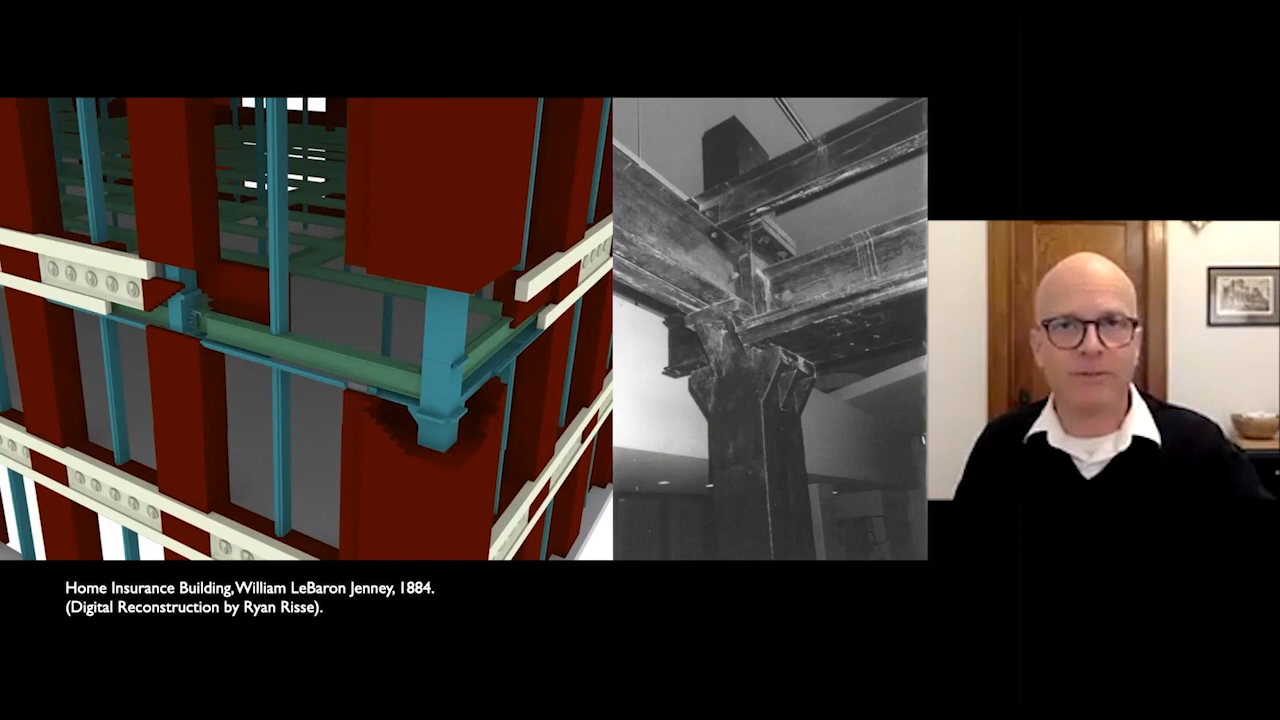 Home Insurance Building, William LeBaron Jenney, 1884.
(Digital Reconstruction by Ryan Risse).